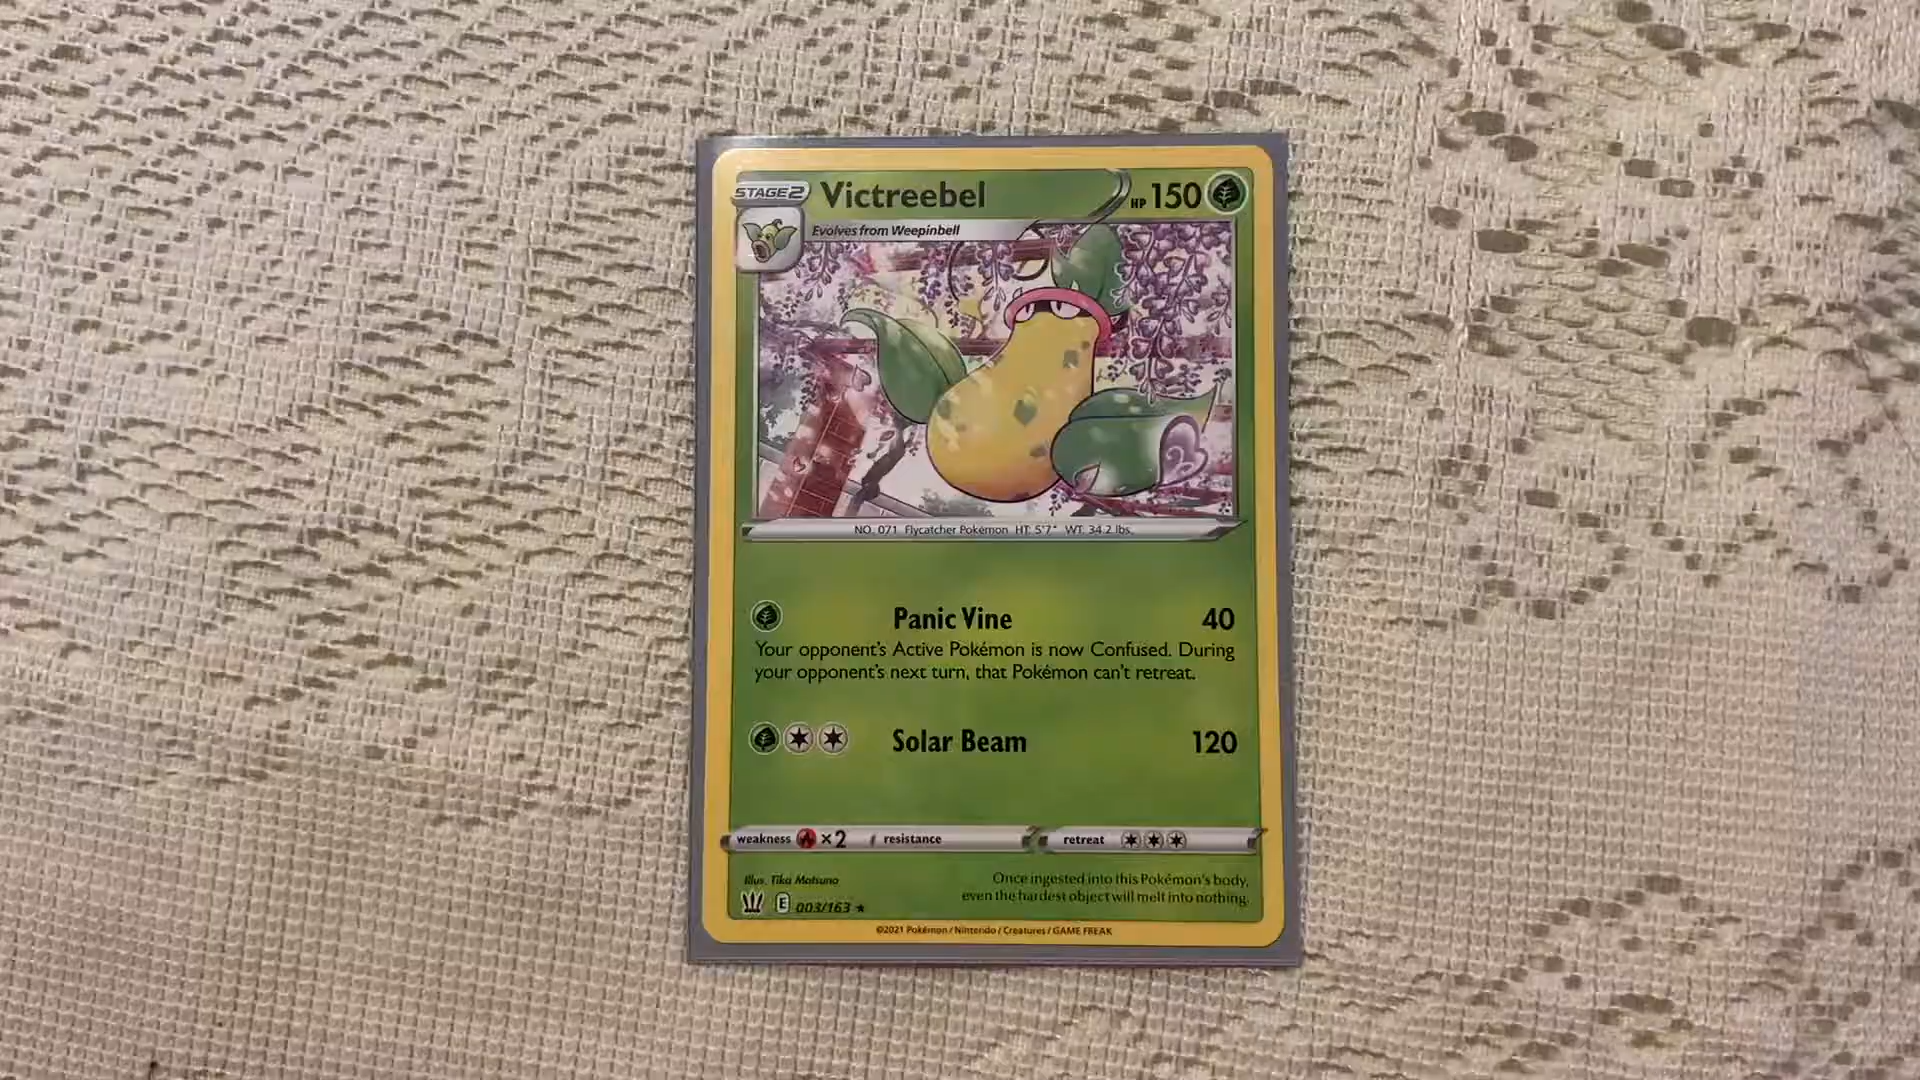 STAGE 2 Victreebel HP 150
Evolves from Weepinbell
NO. 071 Flycatcher Pokémon HT: 5'7" WT: 34.2 lbs.
Panic Vine 40
Your opponent's Active Pokémon is now Confused. During
your opponent's next turn, that Pokémon can't retreat.
Solar Beam 120
weakness ×2 resistance retreat
Illus. Tika Matsuno
Once ingested into this Pokémon's body,
even the hardest object will melt into nothing.
E 003/163 ★
©2021 Pokémon / Nintendo / Creatures / GAME FREAK